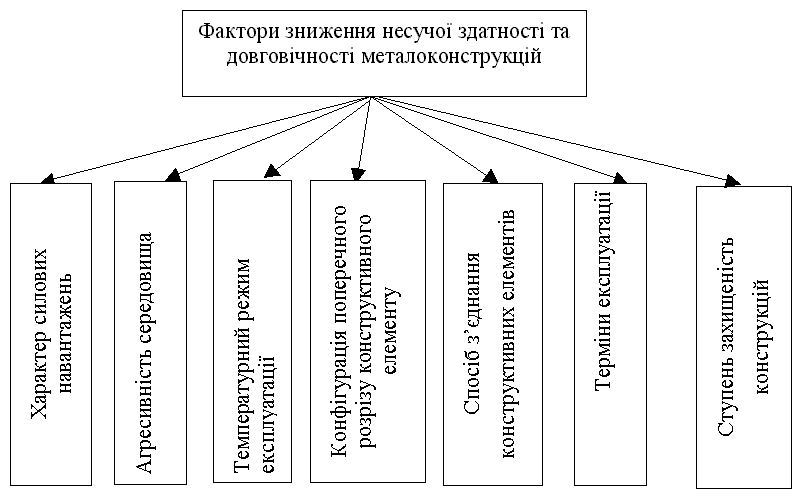 Фактори зниження несучої здатності та
довговічності металоконструкцій
Характер силових
навантажень
Агресивність середовища
Температурний режим
експлуатації
Конфігурація поперечного
розрізу конструктивного
елементу
Спосіб з’єднання
конструктивних елементів
Терміни експлуатації
Ступень захищеність
конструкцій